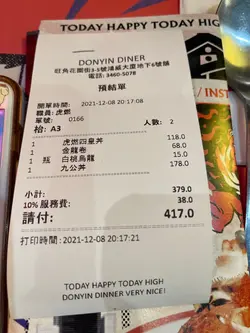 TODAY HAPPY TODAY HIGH
DONYIN DINER
旺角花園街3-5號鴻威大廈地下6號舖
電話: 3460-5078
預結單
開單時間: 2021-12-08 20:17:08
職員: 虎燃
單號: 0166 人數: 2
枱: A3
1 虎燃四皇丼 118.0
1 金龍卷 68.0
1 瓶 白桃烏龍 15.0
1 九公丼 178.0
小計: 379.0
10% 服務費: 38.0
請付: 417.0
打印時間: 2021-12-08 20:17:21
TODAY HAPPY TODAY HIGH
DONYIN DINNER VERY NICE!
/ INST